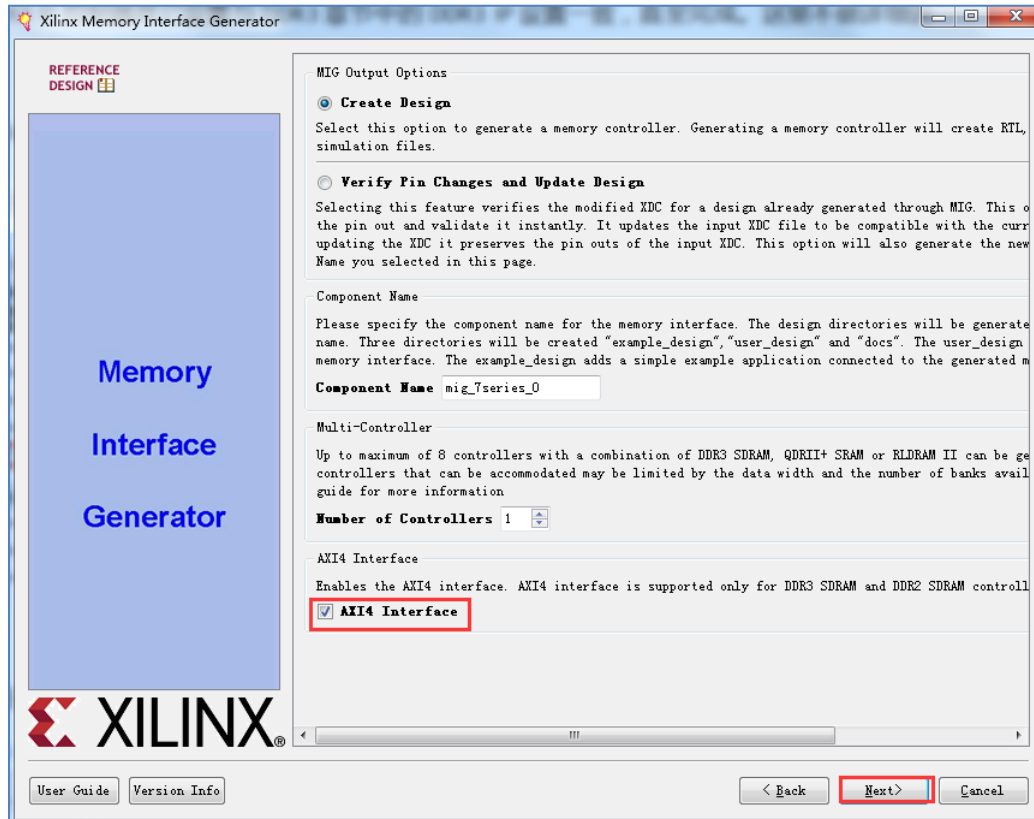 Xilinx Memory Interface Generator
REFERENCE
DESIGN
Memory
Interface
Generator
XILINX®
MIG Output Options
Create Design
Select this option to generate a memory controller. Generating a memory controller will create RTL,
simulation files.
Verify Pin Changes and Update Design
Selecting this feature verifies the modified XDC for a design already generated through MIG. This o
the pin out and validate it instantly. It updates the input XDC file to be compatible with the curr
updating the XDC it preserves the pin outs of the input XDC. This option will also generate the new
Name you selected in this page.
Component Name
Please specify the component name for the memory interface. The design directories will be generate
name. Three directories will be created "example_design","user_design" and "docs". The user_design
memory interface. The example_design adds a simple example application connected to the generated m
Component Name mig_7series_0
Multi-Controller
Up to maximum of 8 controllers with a combination of DDR3 SDRAM, QDRII+ SRAM or RLDRAM II can be ge
controllers that can be accommodated may be limited by the data width and the number of banks avail
guide for more information
Number of Controllers 1
AXI4 Interface
Enables the AXI4 interface. AXI4 interface is supported only for DDR3 SDRAM and DDR2 SDRAM controll
AXI4 Interface
User Guide Version Info < Back Next> Cancel